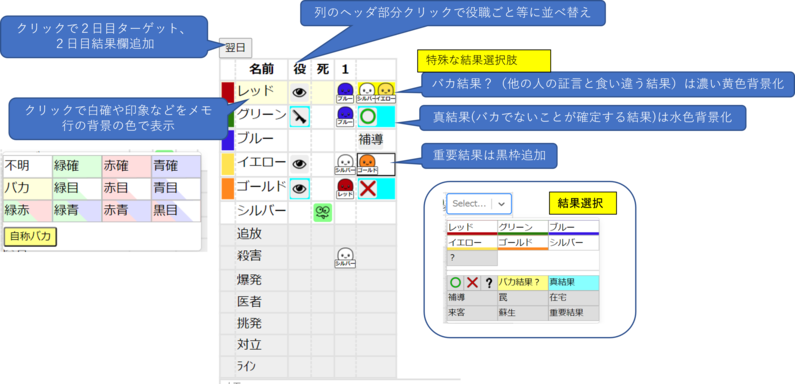 クリックで２日目ターゲット、
２日目結果欄追加
列のヘッダ部分クリックで役職ごと等に並べ替え
翌日
特殊な結果選択肢
名前 役 死 1
レッド ブルー シルバー イエロー
バカ結果？（他の人の証言と食い違う結果）は濃い黄色背景化
クリックで白確や印象などをメモ
行の背景の色で表示
グリーン ブルー
真結果(バカでないことが確定する結果)は水色背景化
ブルー 補導
イエロー シルバー ゴールド
重要結果は黒枠追加
ゴールド レッド
シルバー
追放
殺害 シルバー
爆発
医者
挑発
対立
ライン
不明 緑確 赤確 青確
バカ 緑目 赤目 青目
緑赤 緑青 赤青 黒目
自称バカ
Select...
結果選択
レッド グリーン ブルー
イエロー ゴールド シルバー
?
? バカ結果？ 真結果
補導 罠 在宅
来客 蘇生 重要結果